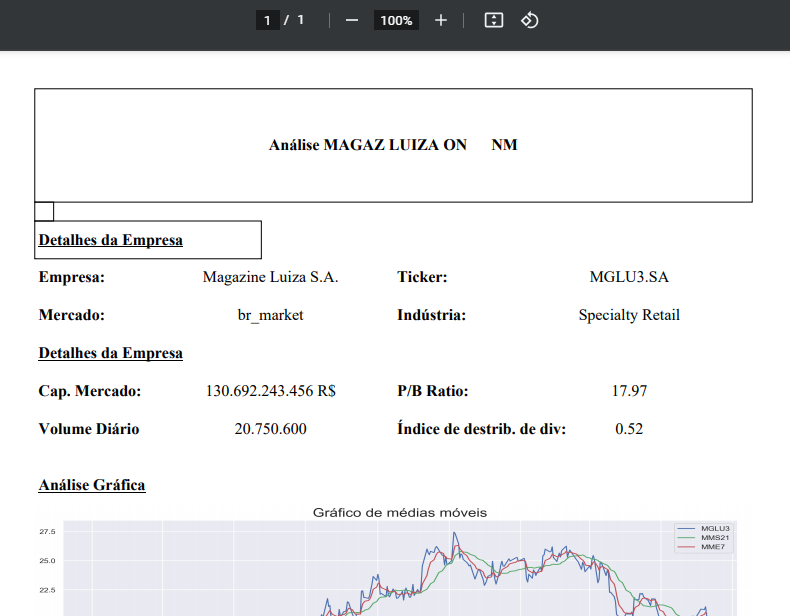 1 / 1 100%
Análise MAGAZ LUIZA ON NM
Detalhes da Empresa
Empresa: Magazine Luiza S.A. Ticker: MGLU3.SA
Mercado: br_market Indústria: Specialty Retail
Detalhes da Empresa
Cap. Mercado: 130.692.243.456 R$ P/B Ratio: 17.97
Volume Diário 20.750.600 Índice de destrib. de div: 0.52
Análise Gráfica
Gráfico de médias móveis
27.5
25.0
22.5
MGLU3
MMS21
MME7